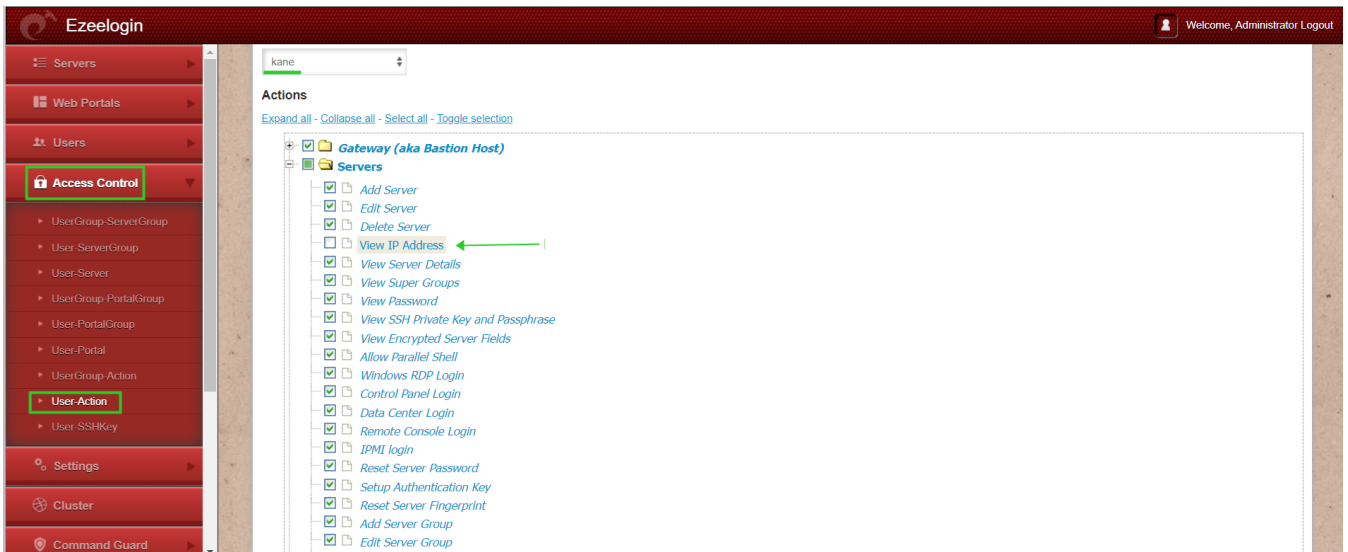 Ezeelogin
Welcome, Administrator Logout
Servers
Web Portals
Users
Access Control
UserGroup-ServerGroup
User-ServerGroup
User-Server
UserGroup-PortalGroup
User-PortalGroup
User-Portal
UserGroup-Action
User-Action
User-SSHKey
Settings
Cluster
Command Guard
kane
Actions
Expand all - Collapse all - Select all - Toggle selection
Gateway (aka Bastion Host)
Servers
Add Server
Edit Server
Delete Server
View IP Address
View Server Details
View Super Groups
View Password
View SSH Private Key and Passphrase
View Encrypted Server Fields
Allow Parallel Shell
Windows RDP Login
Control Panel Login
Data Center Login
Remote Console Login
IPMI login
Reset Server Password
Setup Authentication Key
Reset Server Fingerprint
Add Server Group
Edit Server Group